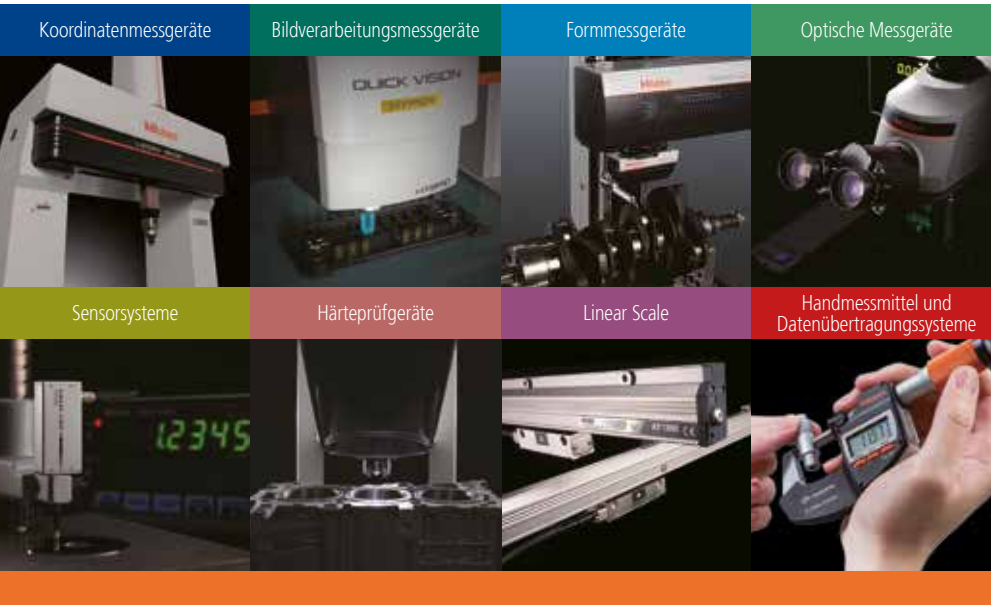 Koordinatenmessgeräte
Bildverarbeitungsmessgeräte
Formmessgeräte
Optische Messgeräte
Mitutoyo
QUICK VISION
Mitutoyo
Sensorsysteme
Härteprüfgeräte
Linear Scale
Handmessmittel und
Datenübertragungssysteme
12345